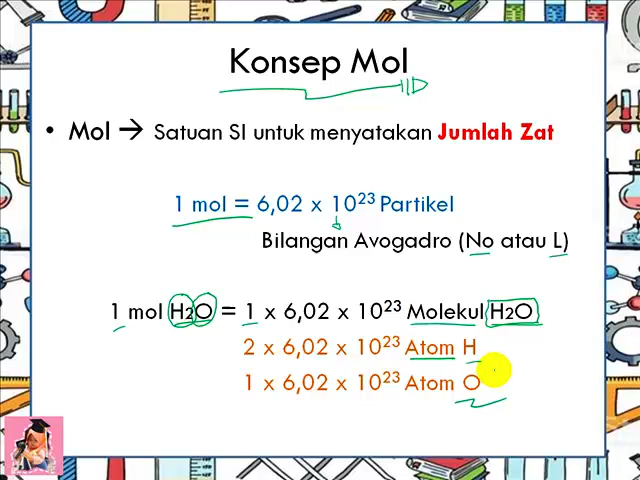 Konsep Mol
• Mol → Satuan SI untuk menyatakan Jumlah Zat
1 mol = 6,02 x 10²³ Partikel
Bilangan Avogadro (No atau L)
1 mol H2O = 1 x 6,02 x 10²³ Molekul H2O
2 x 6,02 x 10²³ Atom H
1 x 6,02 x 10²³ Atom O